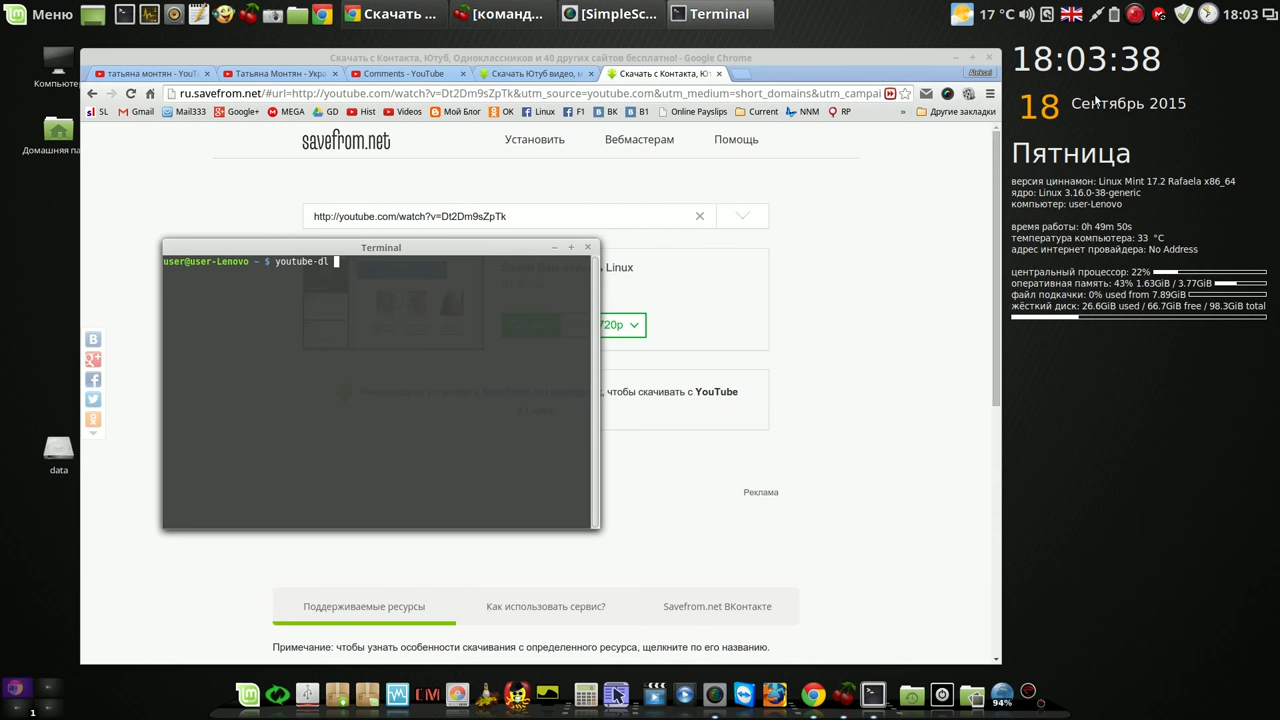 Меню
Скачать ...
[команд...
[SimpleSc...
Terminal
17 °C
18:03
Компьюте
Домашняя па
data
Скачать с Контакта, Ютуб, Одноклассников и 40 других сайтов бесплатно! - Google Chrome
татьяна монтян - YouT
Татьяна Монтян - Укра
Comments - YouTube
Скачать Ютуб видео, м
Скачать с Контакта, Ют
ru.savefrom.net/#url=http://youtube.com/watch?v=Dt2Dm9sZpTk&utm_source=youtube.com&utm_medium=short_domains&utm_campai
SL
Gmail
Mail333
Google+
MEGA
GD
YouT
Hist
Videos
Мой Блог
OK
Linux
F1
ВК
В1
Online Payslips
Current
NNM
RP
»
Другие закладки
savefrom.net
Установить
Вебмастерам
Помощь
http://youtube.com/watch?v=Dt2Dm9sZpTk
Terminal
user@user-Lenovo ~ $ youtube-dl
Linux
720p
, чтобы скачивать с YouTube
Реклама
Поддерживаемые ресурсы
Как использовать сервис?
Savefrom.net ВКонтакте
Примечание: чтобы узнать особенности скачивания с определенного ресурса, щелкните по его названию.
18:03:38
18 Сентябрь 2015
Пятница
версия циннамон: Linux Mint 17.2 Rafaela x86_64
ядро: Linux 3.16.0-38-generic
компьютер: user-Lenovo
время работы: 0h 49m 50s
температура компьютера: 33 °C
адрес интернет провайдера: No Address
центральный процессор: 22%
оперативная память: 43% 1.63GiB / 3.77GiB
файл подкачки: 0% used from 7.89GiB
жёсткий диск: 26.6GiB used / 66.7GiB free / 98.3GiB total
1
94%